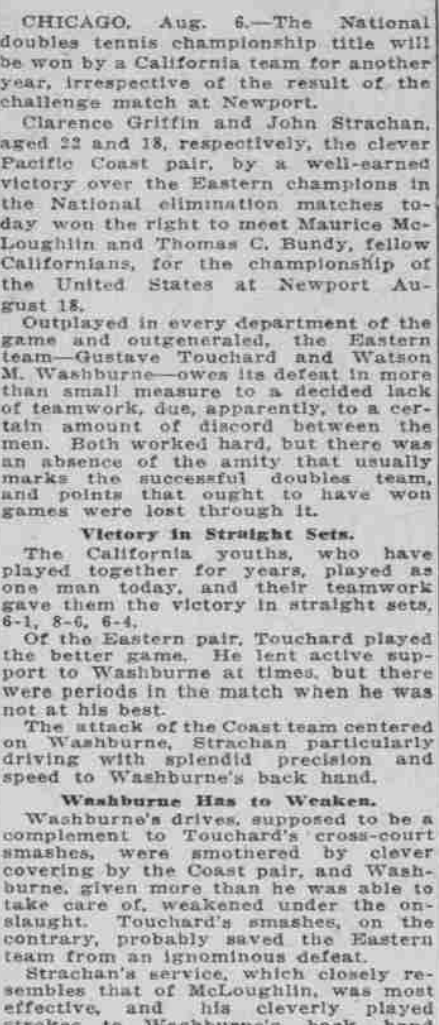 CHICAGO, Aug. 6.—The National
doubles tennis championship title will
be won by a California team for another
year, irrespective of the result of the
challenge match at Newport.
Clarence Griffin and John Strachan,
aged 22 and 18, respectively, the clever
Pacific Coast pair, by a well-earned
victory over the Eastern champions in
the National elimination matches to-
day won the right to meet Maurice Mc-
Loughlin and Thomas C. Bundy, fellow
Californians, for the championship of
the United States at Newport Au-
gust 18.
Outplayed in every department of the
game and outgeneraled, the Eastern
team—Gustave Touchard and Watson
M. Washburne—owes its defeat in more
than small measure to a decided lack
of teamwork, due, apparently, to a cer-
tain amount of discord between the
men. Both worked hard, but there was
an absence of the amity that usually
marks the successful doubles team,
and points that ought to have won
games were lost through it.
Victory in Straight Sets.
The California youths, who have
played together for years, played as
one man today, and their teamwork
gave them the victory in straight sets,
6-1, 8-6, 6-4.
Of the Eastern pair, Touchard played
the better game. He lent active sup-
port to Washburne at times, but there
were periods in the match when he was
not at his best.
The attack of the Coast team centered
on Washburne, Strachan particularly
driving with splendid precision and
speed to Washburne's back hand.
Washburne Has to Weaken.
Washburne's drives, supposed to be a
complement to Touchard's cross-court
smashes, were smothered by clever
covering by the Coast pair, and Wash-
burne, given more than he was able to
take care of, weakened under the on-
slaught. Touchard's smashes, on the
contrary, probably saved the Eastern
team from an ignominous defeat.
Strachan's service, which closely re-
sembles that of McLoughlin, was most
effective, and his cleverly played
strokes to Washburne's back hand